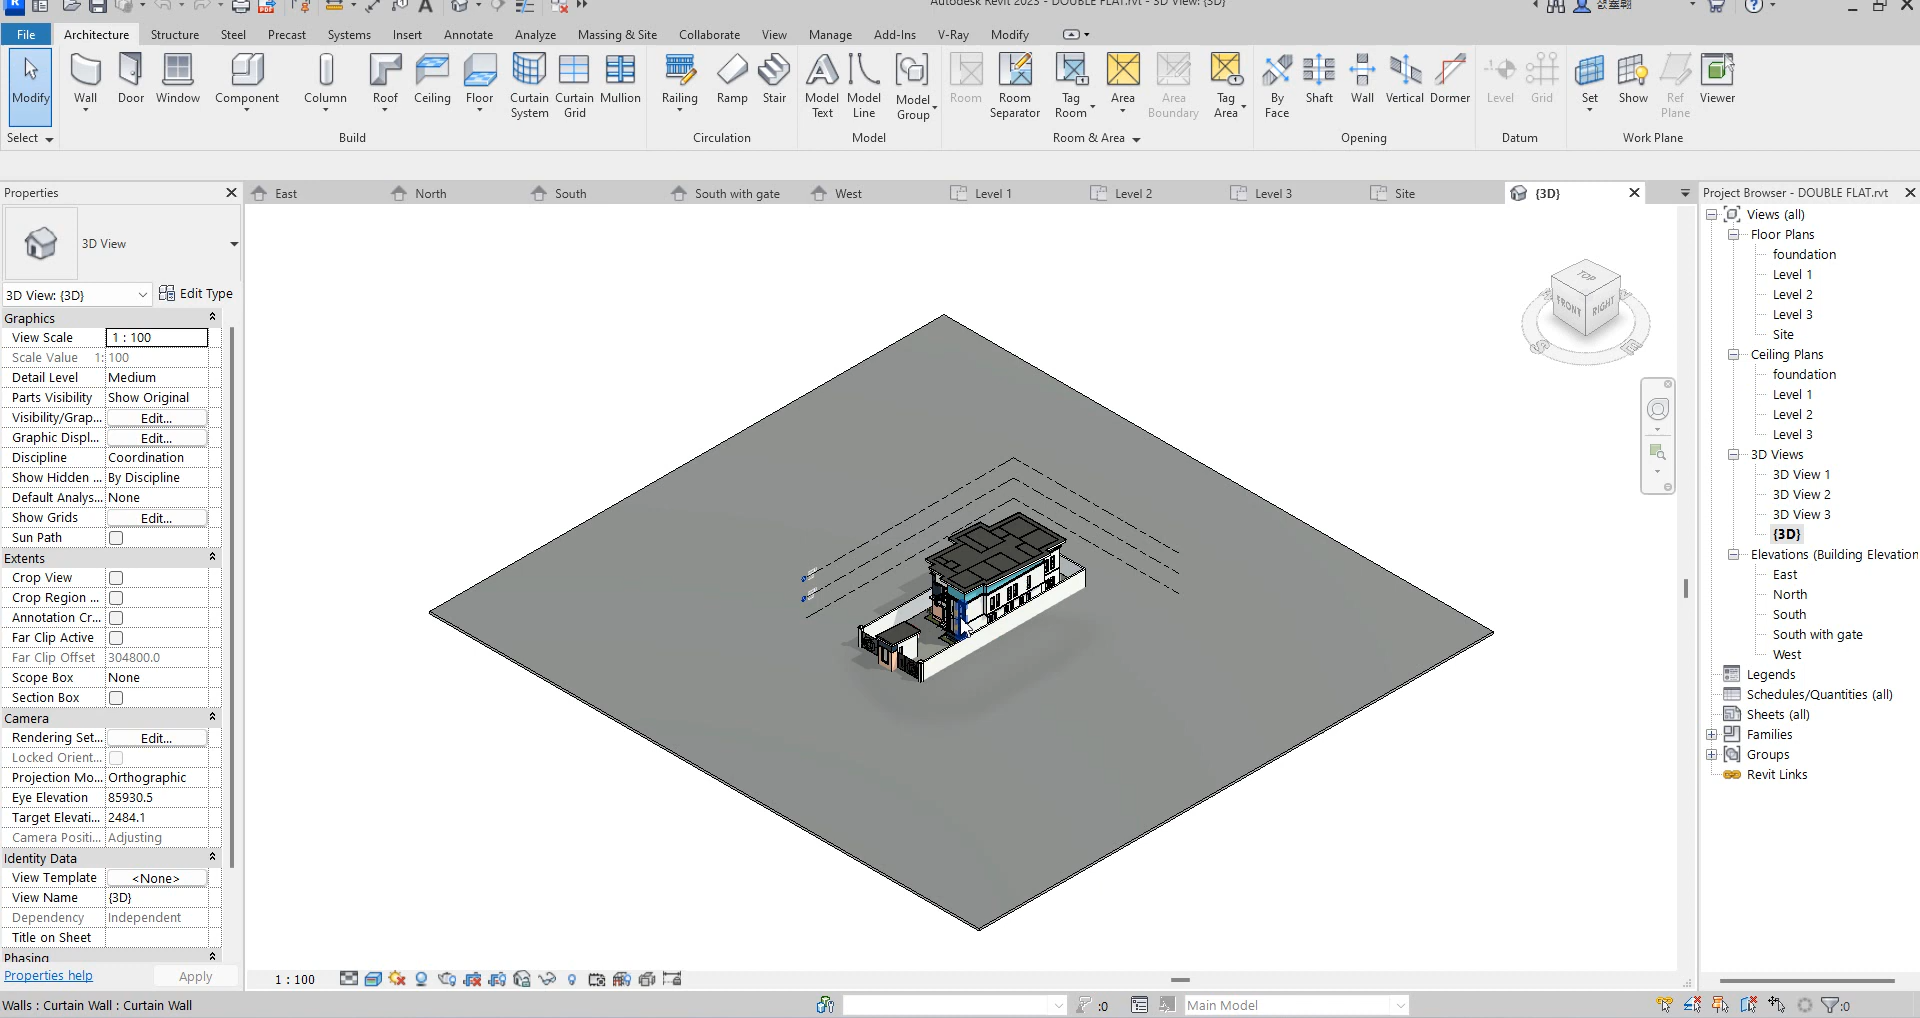 Autodesk Revit 2023 - DOUBLE FLAT.rvt - 3D View: {3D}
File Architecture Structure Steel Precast Systems Insert Annotate Analyze Massing & Site Collaborate View Manage Add-Ins V-Ray Modify
Modify Wall Door Window Component Column Roof Ceiling Floor Curtain System Curtain Grid Mullion Railing Ramp Stair Model Text Model Line Model Group Room Room Separator Tag Room Area Area Boundary Tag Area By Face Shaft Wall Vertical Dormer Level Grid Set Show Ref Plane Viewer
Select Build Circulation Model Room & Area Opening Datum Work Plane
Properties
East North South South with gate West Level 1 Level 2 Level 3 Site {3D}
3D View
3D View: {3D} Edit Type
Graphics
View Scale 1 : 100
Scale Value 1: 100
Detail Level Medium
Parts Visibility Show Original
Visibility/Grap... Edit...
Graphic Displ... Edit...
Discipline Coordination
Show Hidden ... By Discipline
Default Analys... None
Show Grids Edit...
Sun Path
Extents
Crop View
Crop Region ...
Annotation Cr...
Far Clip Active
Far Clip Offset 304800.0
Scope Box None
Section Box
Camera
Rendering Set... Edit...
Locked Orient...
Projection Mo... Orthographic
Eye Elevation 85930.5
Target Elevati... 2484.1
Camera Positi... Adjusting
Identity Data
View Template <None>
View Name {3D}
Dependency Independent
Title on Sheet
Phasing
Properties help Apply
TOP
FRONT RIGHT
S E
1 : 100
Project Browser - DOUBLE FLAT.rvt
Views (all)
Floor Plans
foundation
Level 1
Level 2
Level 3
Site
Ceiling Plans
foundation
Level 1
Level 2
Level 3
3D Views
3D View 1
3D View 2
3D View 3
{3D}
Elevations (Building Elevation
East
North
South
South with gate
West
Legends
Schedules/Quantities (all)
Sheets (all)
Families
Groups
Revit Links
Walls : Curtain Wall : Curtain Wall :0 Main Model :0